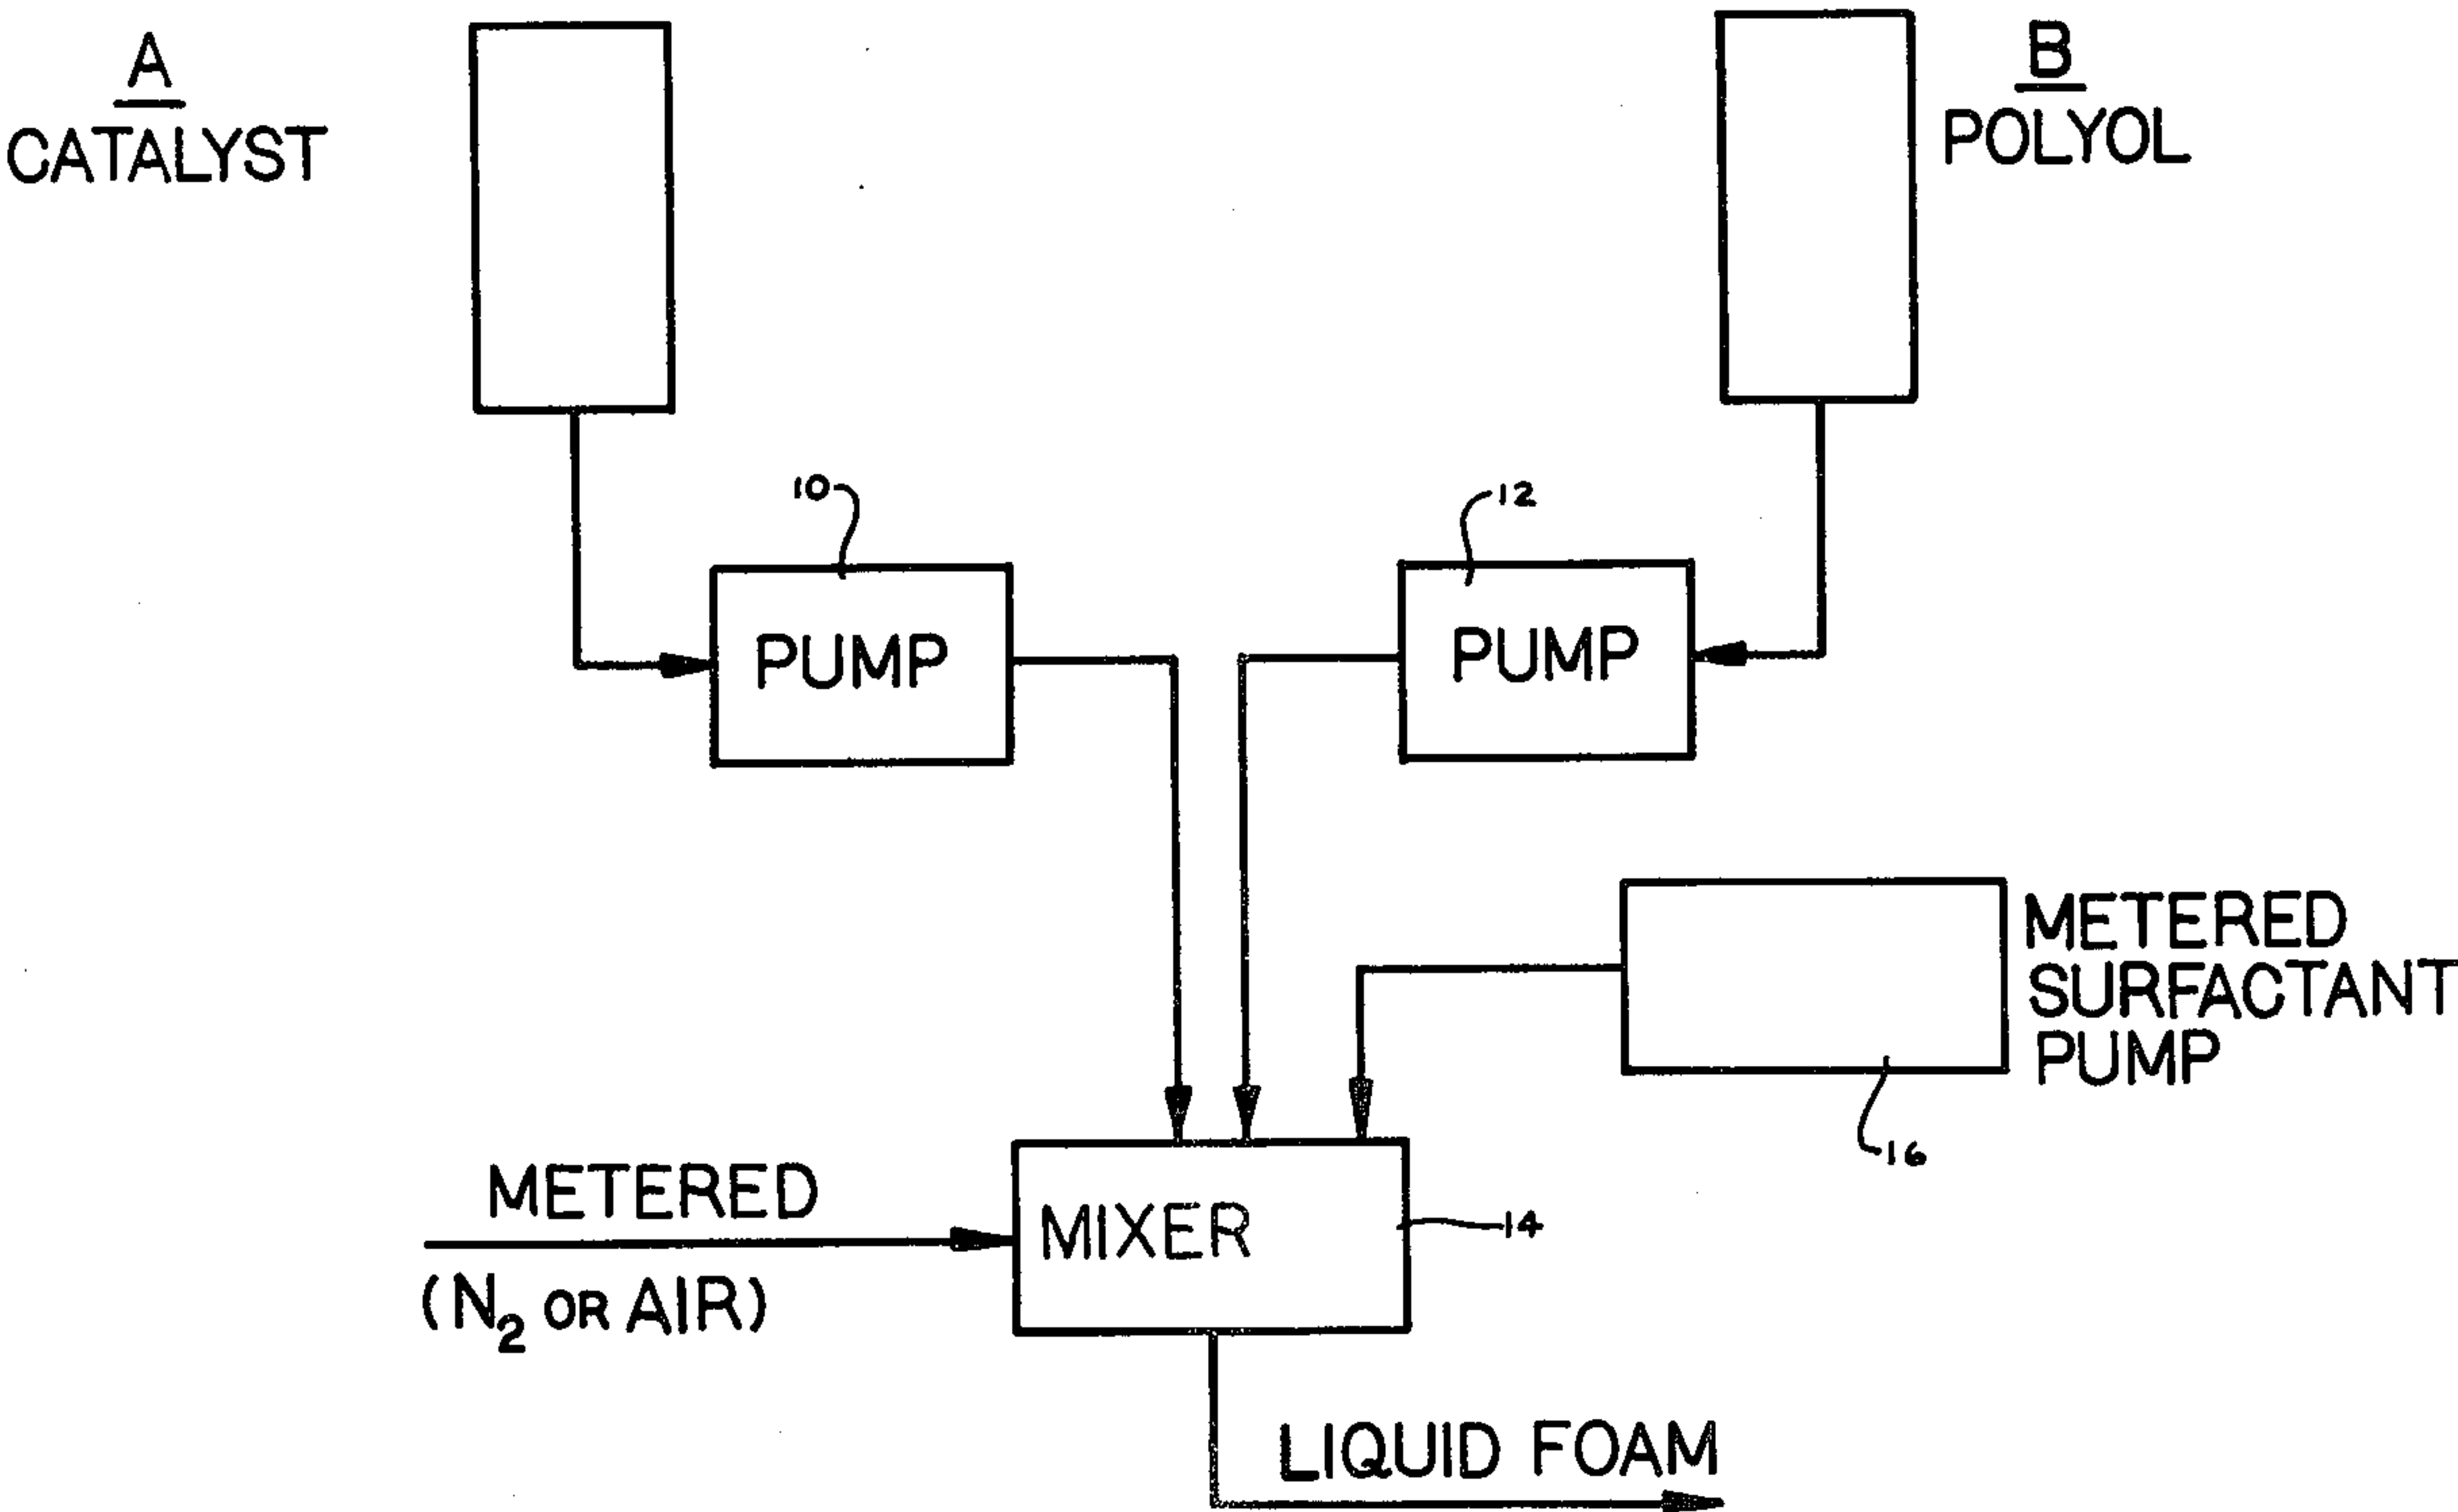 A
CATALYST
B
POLYOL
10
12
PUMP
PUMP
METERED
SURFACTANT
PUMP
16
METERED
(N₂ OR AIR)
MIXER
14
LIQUID FOAM